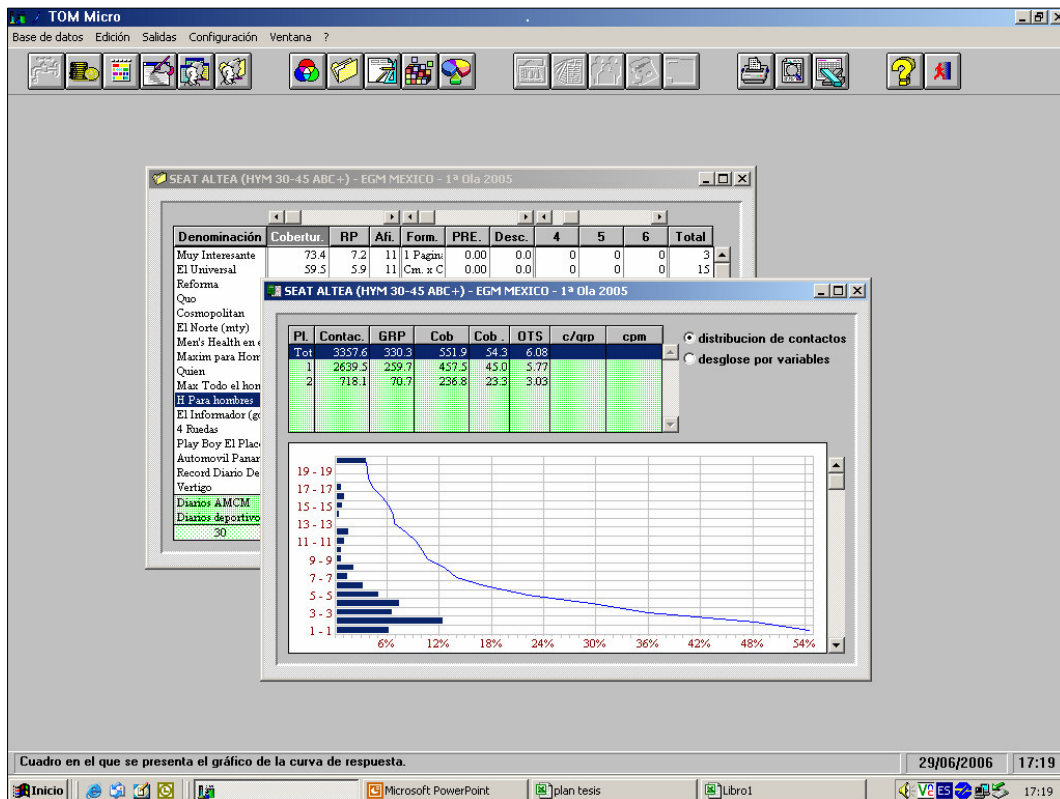 TOM Micro
Base de datos Edición Salidas Configuración Ventana ?
SEAT ALTEA (HYM 30-45 ABC+) - EGM MEXICO - 1ª Ola 2005
Denominación Cobertur. RP Afi. Form. PRE. Desc. 4 5 6 Total
Muy Interesante 73.4 7.2 11 1 Pagin 0.00 0.0 0 0 0 3
El Universal 59.5 5.9 11 Cm. x C 0.00 0.0 0 0 0 15
Reforma
Quo
Cosmopolitan
El Norte (mty)
Men's Health en e
Maxim para Hom
Quien
Max Todo el hom
H Para hombres
El Informador (g
4 Ruedas
Play Boy El Plac
Automovil Panar
Record Diario De
Vertigo
Diarios AMCM
Diarios deportivo
30
SEAT ALTEA (HYM 30-45 ABC+) - EGM MEXICO - 1ª Ola 2005
Pl. Contac. GRP Cob Cob . OTS c/grp cpm
Tot 3357.6 330.3 551.9 54.3 6.08
1 2639.5 259.7 457.5 45.0 5.77
2 718.1 70.7 236.8 23.3 3.03
distribucion de contactos
desglose por variables
19 - 19
17 - 17
15 - 15
13 - 13
11 - 11
9 - 9
7 - 7
5 - 5
3 - 3
1 - 1
6% 12% 18% 24% 30% 36% 42% 48% 54%
Cuadro en el que se presenta el gráfico de la curva de respuesta. 29/06/2006 17:19
Inicio Microsoft PowerPoint plan tesis Libro1 ES 17:19